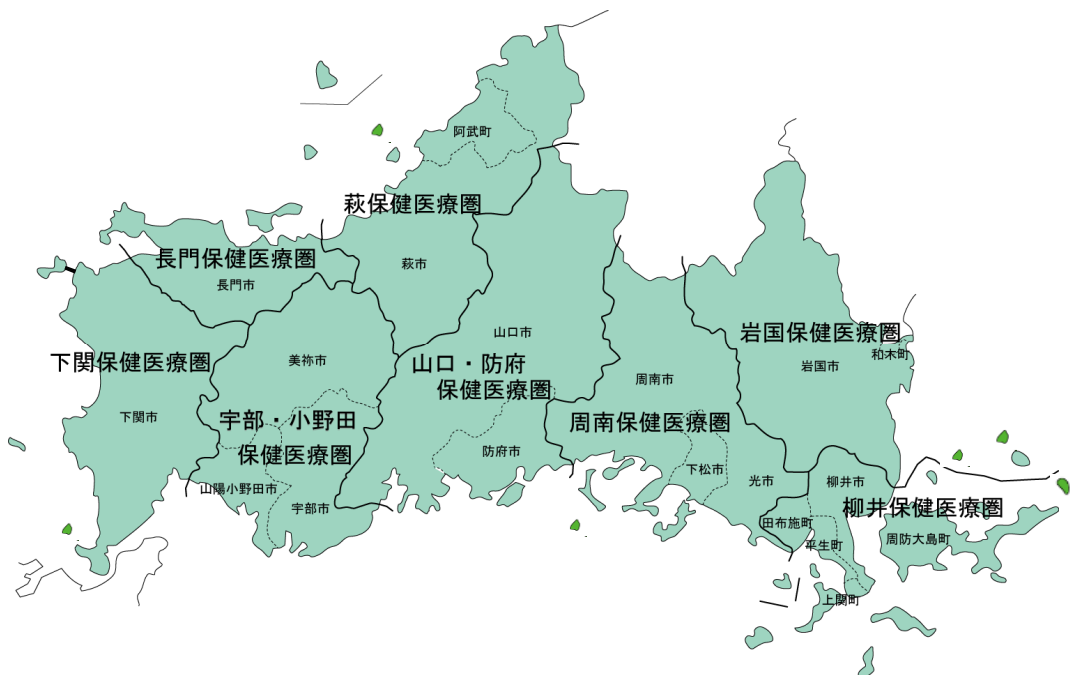 阿武町
萩保健医療圏
長門保健医療圏
萩市
長門市
山口市
岩国保健医療圏
和木町
下関保健医療圏
美祢市
山口・防府
保健医療圏
岩国市
周南市
下関市
宇部・小野田
保健医療圏
周南保健医療圏
防府市
下松市
光市
柳井市
山陽小野田市
宇部市
柳井保健医療圏
田布施町
周防大島町
平生町
上関町